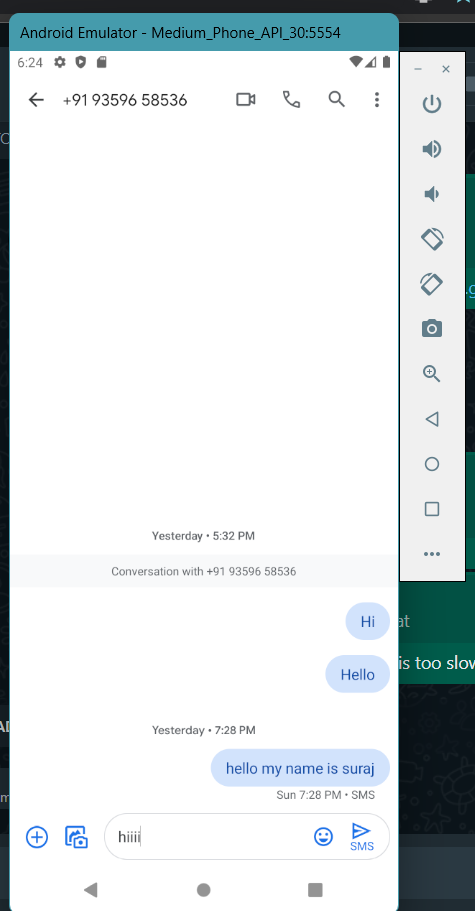 Android Emulator - Medium_Phone_API_30:5554
6:24
+91 93596 58536
Yesterday • 5:32 PM
Conversation with +91 93596 58536
Hi
at
Hello
is too slow
Yesterday • 7:28 PM
hello my name is suraj
Sun 7:28 PM • SMS
hiiii
SMS